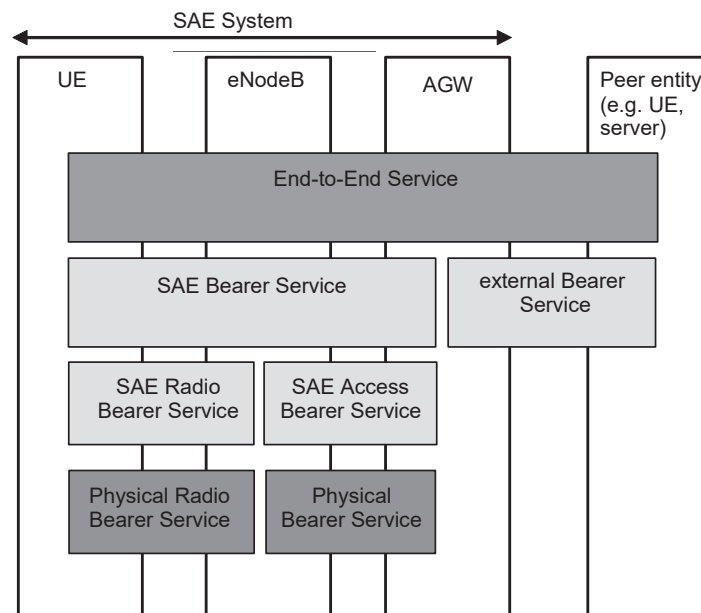 SAE System
UE
eNodeB
AGW
Peer entity
(e.g. UE,
server)
End-to-End Service
SAE Bearer Service
external Bearer
Service
SAE Radio
Bearer Service
SAE Access
Bearer Service
Physical Radio
Bearer Service
Physical
Bearer Service